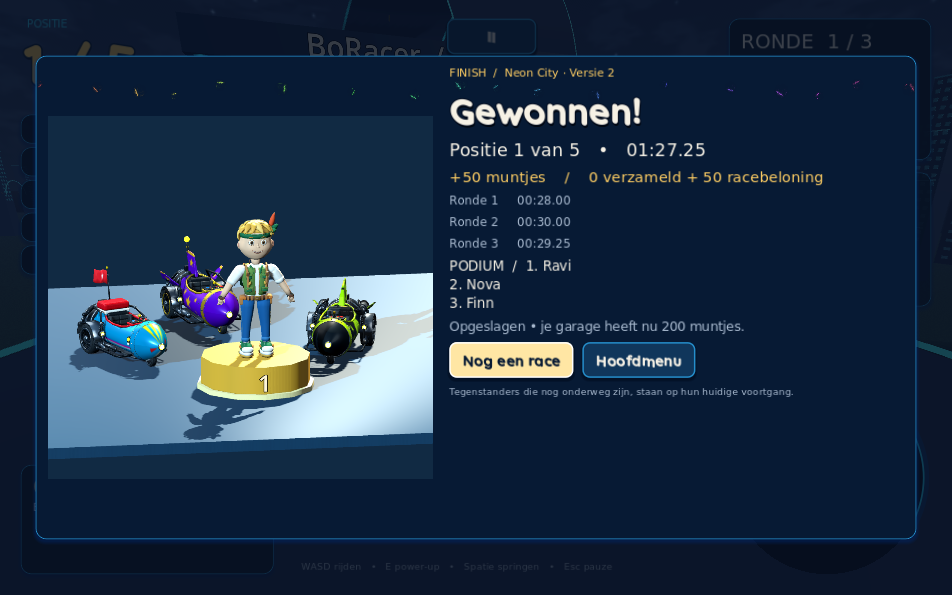 POSITIE
1 / 5
BoRacer /
RONDE 1 / 3
FINISH / Neon City · Versie 2
Gewonnen!
Positie 1 van 5 • 01:27.25
+50 muntjes / 0 verzameld + 50 racebeloning
Ronde 1 00:28.00
Ronde 2 00:30.00
Ronde 3 00:29.25
PODIUM / 1. Ravi
2. Nova
3. Finn
Opgeslagen • je garage heeft nu 200 muntjes.
Nog een race
Hoofdmenu
Tegenstanders die nog onderweg zijn, staan op hun huidige voortgang.
1
WASD rijden • E power-up • Spatie springen • Esc pauze